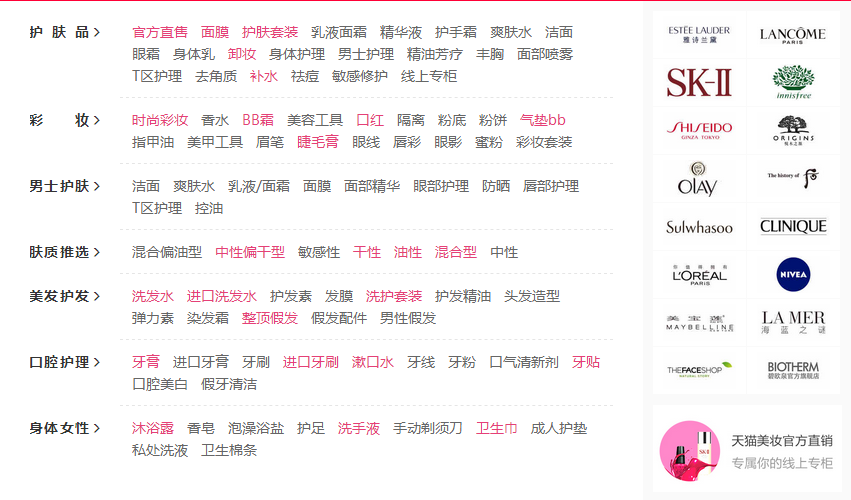 护肤品 > 官方直售 面膜 护肤套装 乳液面霜 精华液 护手霜 爽肤水 洁面
眼霜 身体乳 卸妆 身体护理 男士护理 精油芳疗 丰胸 面部喷雾
T区护理 去角质 补水 祛痘 敏感修护 线上专柜
彩妆 > 时尚彩妆 香水 BB霜 美容工具 口红 隔离 粉底 粉饼 气垫bb
指甲油 美甲工具 眉笔 睫毛膏 眼线 唇彩 眼影 蜜粉 彩妆套装
男士护肤 > 洁面 爽肤水 乳液/面霜 面膜 面部精华 眼部护理 防晒 唇部护理
T区护理 控油
肤质推选 > 混合偏油型 中性偏干型 敏感性 干性 油性 混合型 中性
美发护发 > 洗发水 进口洗发水 护发素 发膜 洗护套装 护发精油 头发造型
弹力素 染发霜 整顶假发 假发配件 男性假发
口腔护理 > 牙膏 进口牙膏 牙刷 进口牙刷 漱口水 牙线 牙粉 口气清新剂 牙贴
口腔美白 假牙清洁
身体女性 > 沐浴露 香皂 泡澡浴盐 护足 洗手液 手动剃须刀 卫生巾 成人护垫
私处洗液 卫生棉条
ESTĒE LAUDER
雅诗兰黛
LANCÔME
PARIS
SK-II
innisfree
SHISEIDO
GINZA TOKYO
ORIGINS
悦木之源
OLAY
The history of 후
Sulwhasoo
CLINIQUE
L'ORÉAL
PARIS
NIVEA
美宝莲
MAYBELLINE
LA MER
海蓝之谜
THEFACESHOP
NATURAL STORY
BIOTHERM
碧欧泉官方旗舰店
SK-II
天猫美妆官方直销
专属你的线上专柜